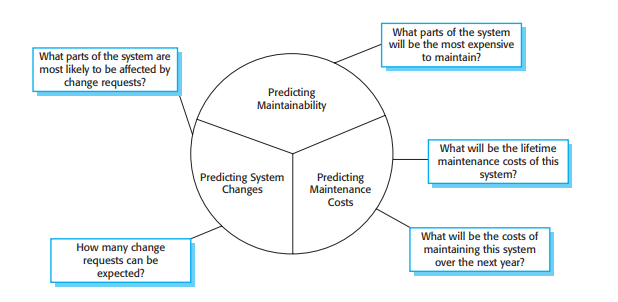 What parts of the system
will be the most expensive
to maintain?
What parts of the system are
most likely to be affected by
change requests?
Predicting
Maintainability
What will be the lifetime
maintenance costs of this
system?
Predicting System
Changes
Predicting
Maintenance
Costs
What will be the costs of
maintaining this system
over the next year?
How many change
requests can be
expected?